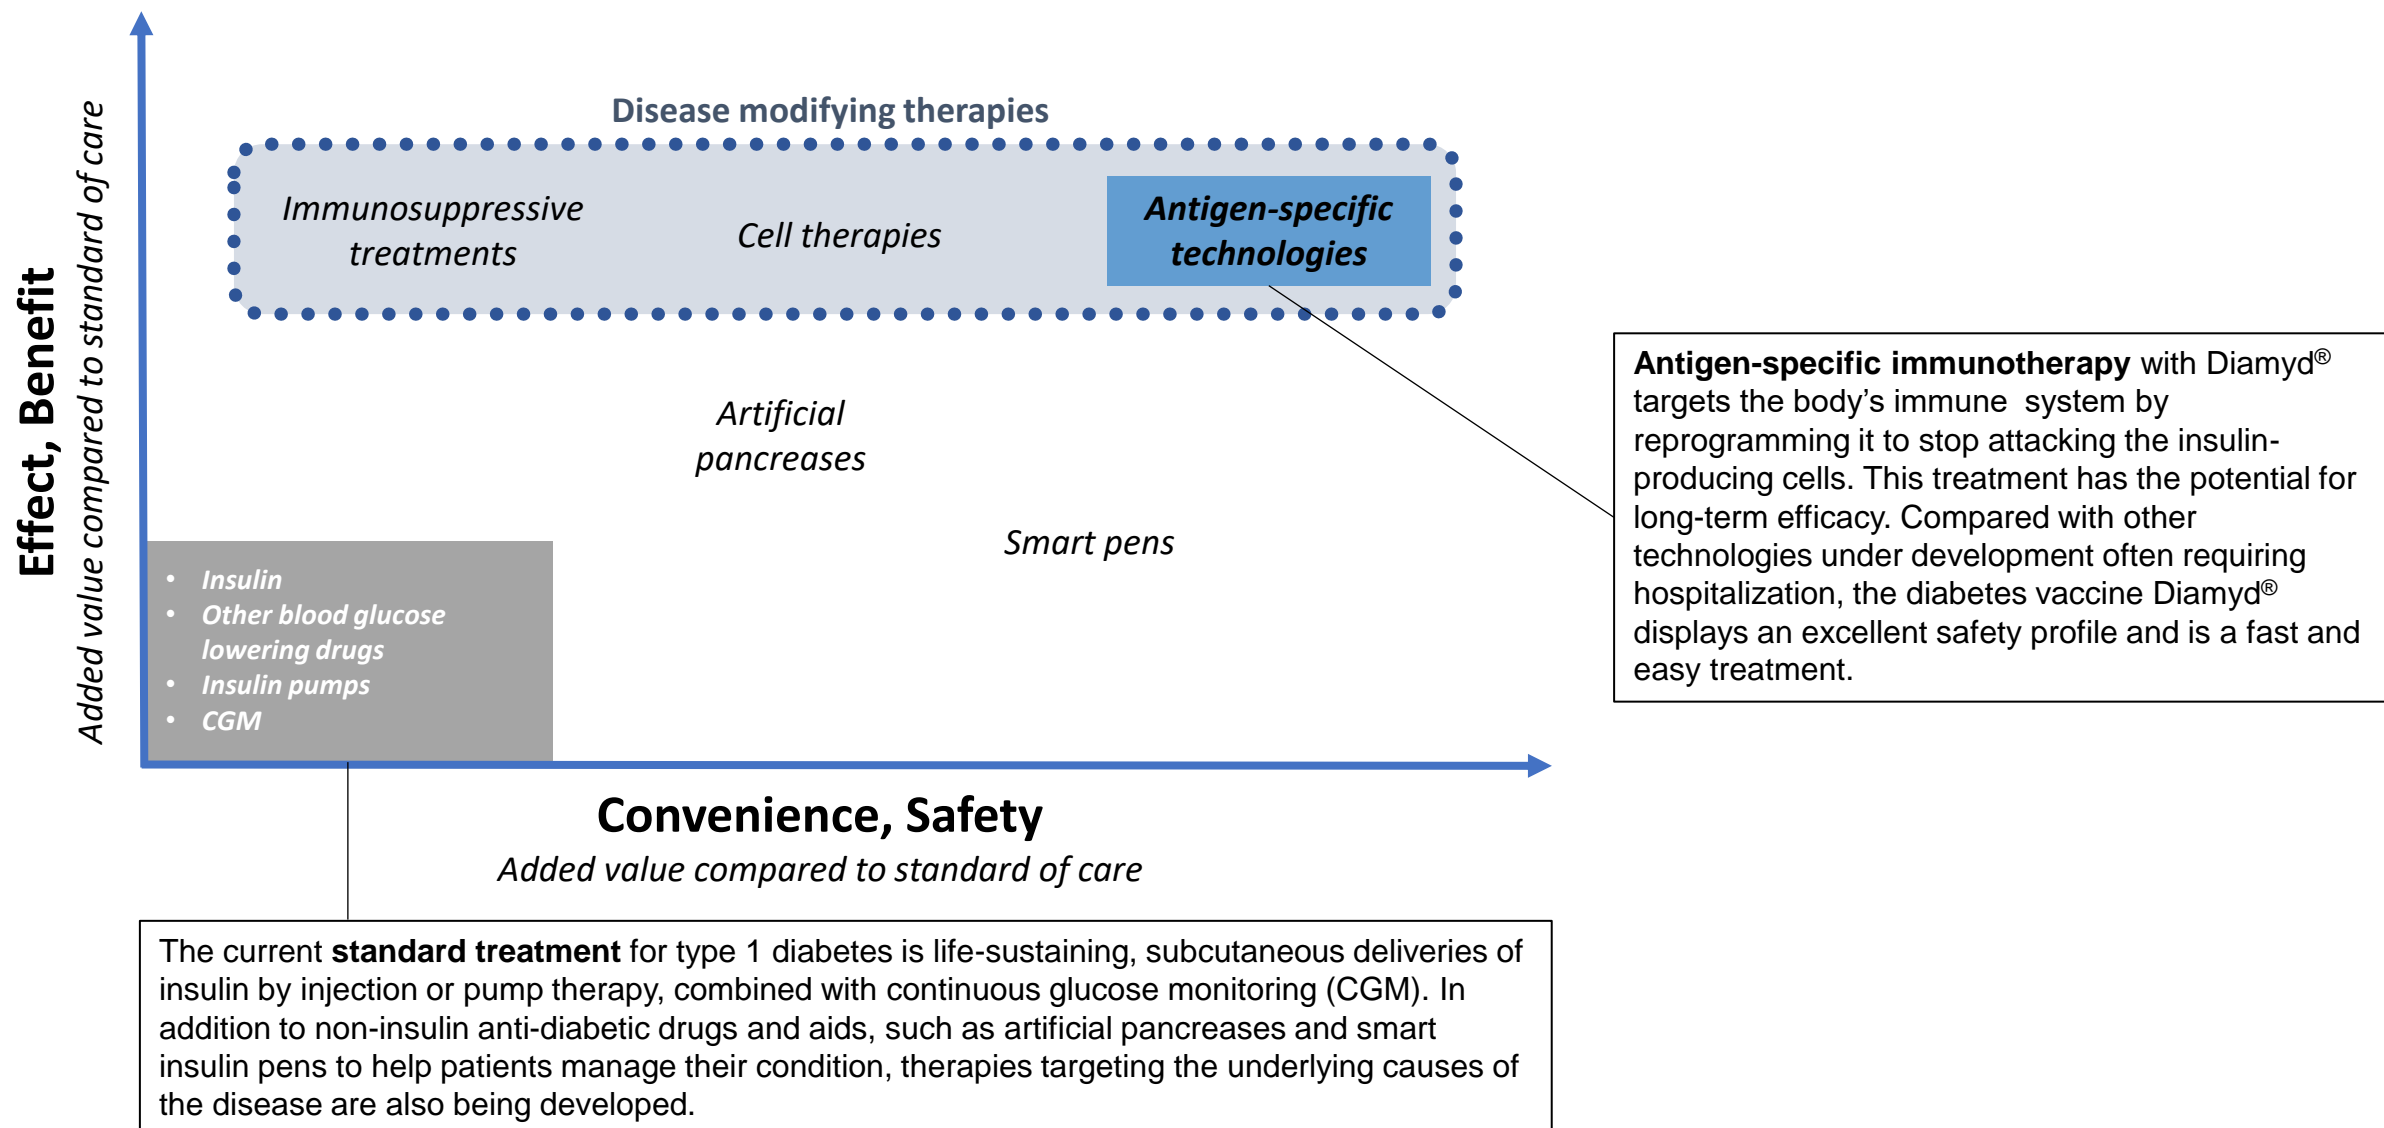 Disease modifying therapies
Immunosuppressive
treatments
Cell therapies
Antigen-specific
technologies
Effect, Benefit
Added value compared to standard of care
Artificial
pancreases
Smart pens
• Insulin
• Other blood glucose
lowering drugs
• Insulin pumps
• CGM
Antigen-specific immunotherapy with Diamyd®
targets the body’s immune  system by
reprogramming it to stop attacking the insulin-
producing cells. This treatment has the potential for
long-term efficacy. Compared with other
technologies under development often requiring
hospitalization, the diabetes vaccine Diamyd®
displays an excellent safety profile and is a fast and
easy treatment.
Convenience, Safety
Added value compared to standard of care
The current standard treatment for type 1 diabetes is life-sustaining, subcutaneous deliveries of
insulin by injection or pump therapy, combined with continuous glucose monitoring (CGM). In
addition to non-insulin anti-diabetic drugs and aids, such as artificial pancreases and smart
insulin pens to help patients manage their condition, therapies targeting the underlying causes of
the disease are also being developed.